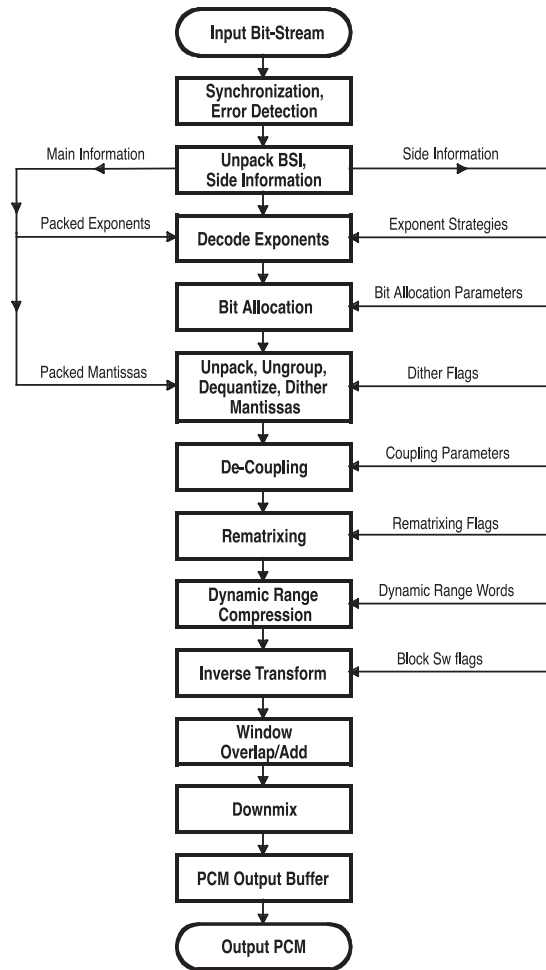 Input Bit-Stream
Synchronization,
Error Detection
Main Information
Unpack BSI,
Side Information
Side Information
Packed Exponents
Decode Exponents
Exponent Strategies
Bit Allocation
Bit Allocation Parameters
Packed Mantissas
Unpack, Ungroup,
Dequantize, Dither
Mantissas
Dither Flags
De-Coupling
Coupling Parameters
Rematrixing
Rematrixing Flags
Dynamic Range
Compression
Dynamic Range Words
Inverse Transform
Block Sw flags
Window
Overlap/Add
Downmix
PCM Output Buffer
Output PCM